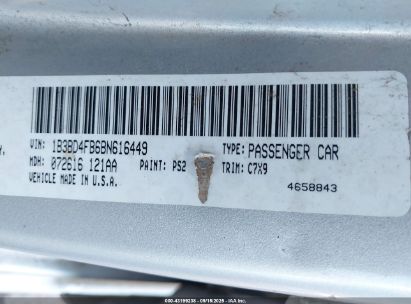 VIN: 1B3BD4FB6BN616449 TYPE: PASSENGER CAR
MDH: 072616 121AA PAINT: PS2 TRIM: C7X9
VEHICLE MADE IN U.S.A.
4658843